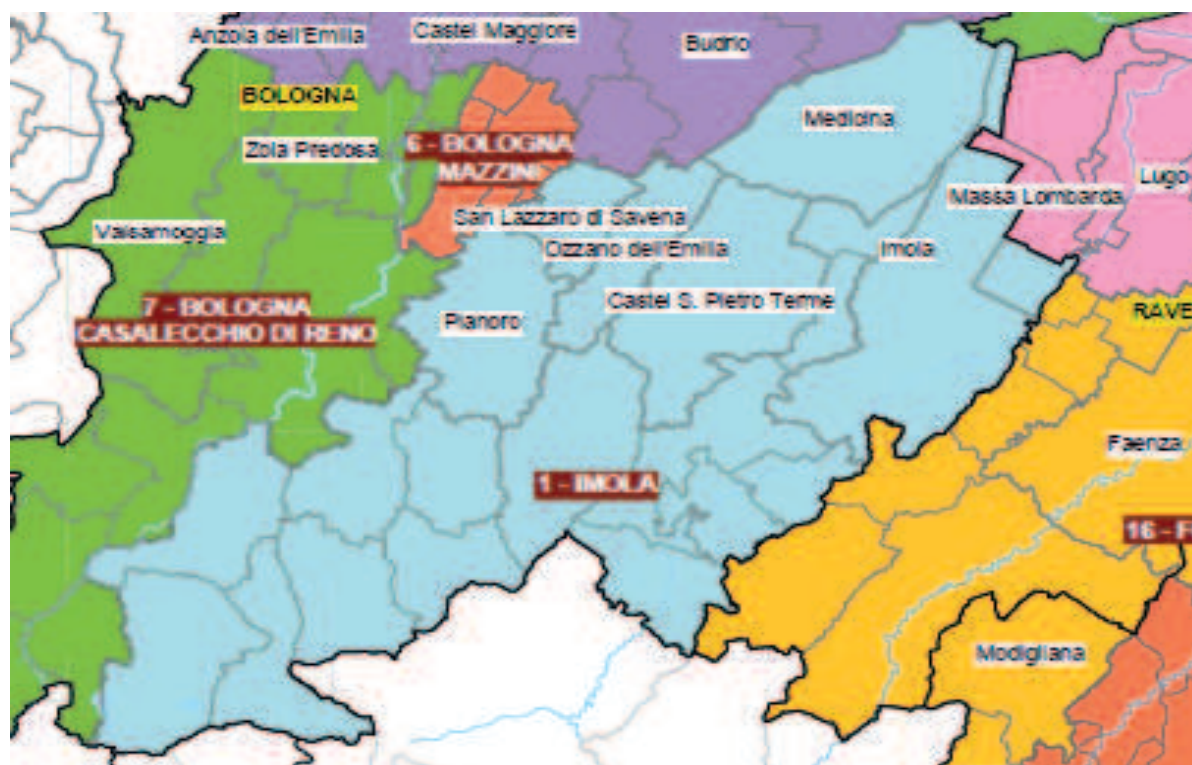 Anzola dell'Emilia
Castel Maggiore
Budrio
BOLOGNA
Medicina
Zola Predosa
6 - BOLOGNA
MAZZINI
Massa Lombarda
Lugo
San Lazzaro di Savena
Valsamoggia
Ozzano dell'Emilia
Imola
7 - BOLOGNA
CASALECCHIO DI RENO
Castel S. Pietro Terme
Pianoro
RAVE
Faenza
1 - IMOLA
16 - F
Modigliana